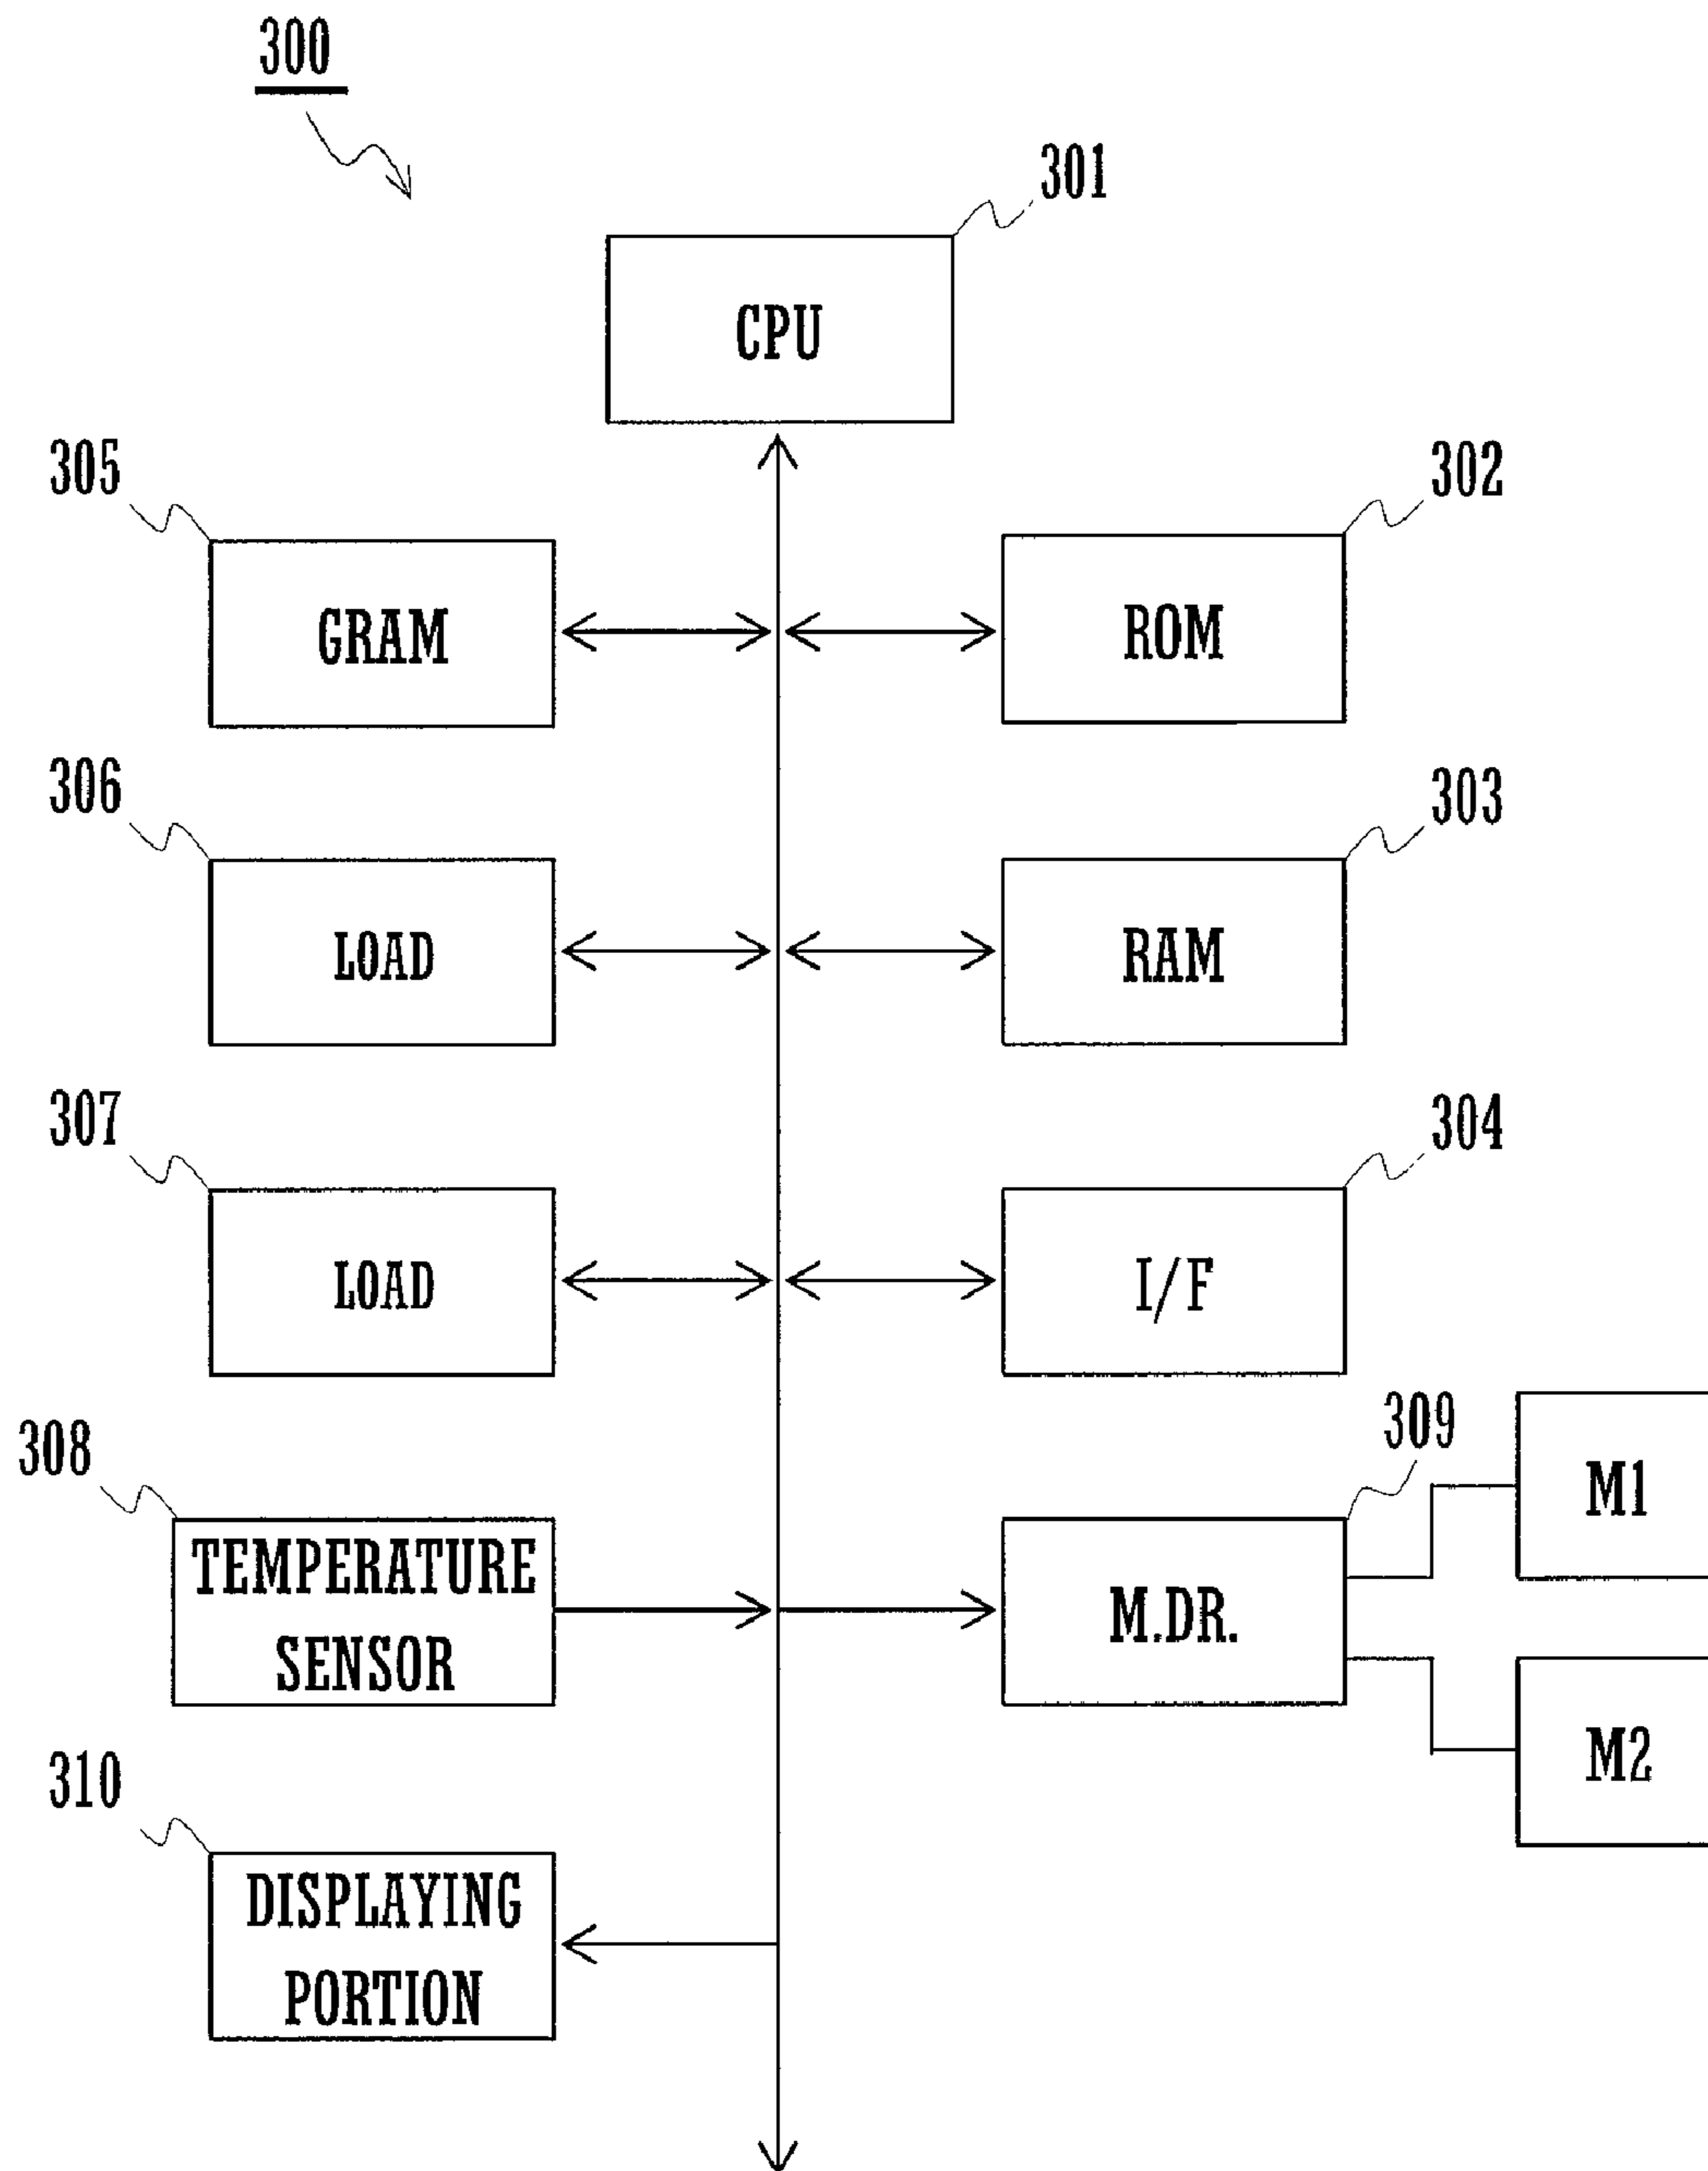 300
301
CPU
305
302
GRAM
ROM
306
303
LOAD
RAM
307
304
LOAD
I/F
308
309
TEMPERATURE
SENSOR
M.DR.
M1
M2
310
DISPLAYING
PORTION